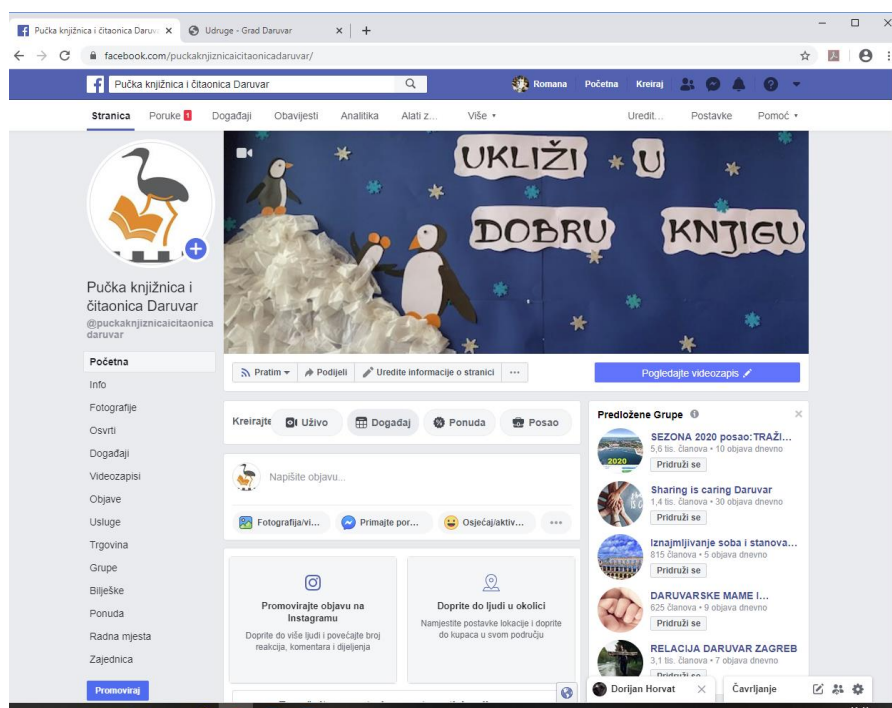 Pučka knjižnica i čitaonica Daruv
Udruge - Grad Daruvar
facebook.com/puckaknjiznicaicitaonicadaruvar/
Pučka knjižnica i čitaonica Daruvar
Romana Početna Kreiraj
Stranica Poruke 1 Događaji Obavijesti Analitika Alati z... Više Uredit... Postavke Pomoć
UKLIŽI U
DOBRU KNJIGU
Pučka knjižnica i
čitaonica Daruvar
@puckaknjiznicaicitaonica
daruvar
Početna
Info
Fotografije
Osvrti
Događaji
Videozapisi
Objave
Usluge
Trgovina
Grupe
Bilješke
Ponuda
Radna mjesta
Zajednica
Promoviraj
Pratim Podijeli Uredite informacije o stranici ...
Pogledajte videozapis
Kreirajte Uživo Događaj Ponuda Posao
Napišite objavu...
Fotografija/vi... Primajte por... Osjećaj/aktiv... ...
Promovirajte objavu na
Instagramu
Doprite do više ljudi i povećajte broj
reakcija, komentara i dijeljenja
Doprite do ljudi u okolici
Namjestite postavke lokacije i doprite
do kupaca u svom području
Predložene Grupe
2020
SEZONA 2020 posao:TRAŽI...
5,6 tis. članova • 10 objava dnevno
Pridruži se
Sharing is caring Daruvar
1,4 tis. članova • 30 objava dnevno
Pridruži se
Iznajmljivanje soba i stanova...
815 članova • 5 objava dnevno
Pridruži se
DARUVARSKE MAME I...
625 članova • 9 objava dnevno
Pridruži se
RELACIJA DARUVAR ZAGREB
3,1 tis. članova • 7 objava dnevno
Pridruži se
Dorijan Horvat
Čavrljanje